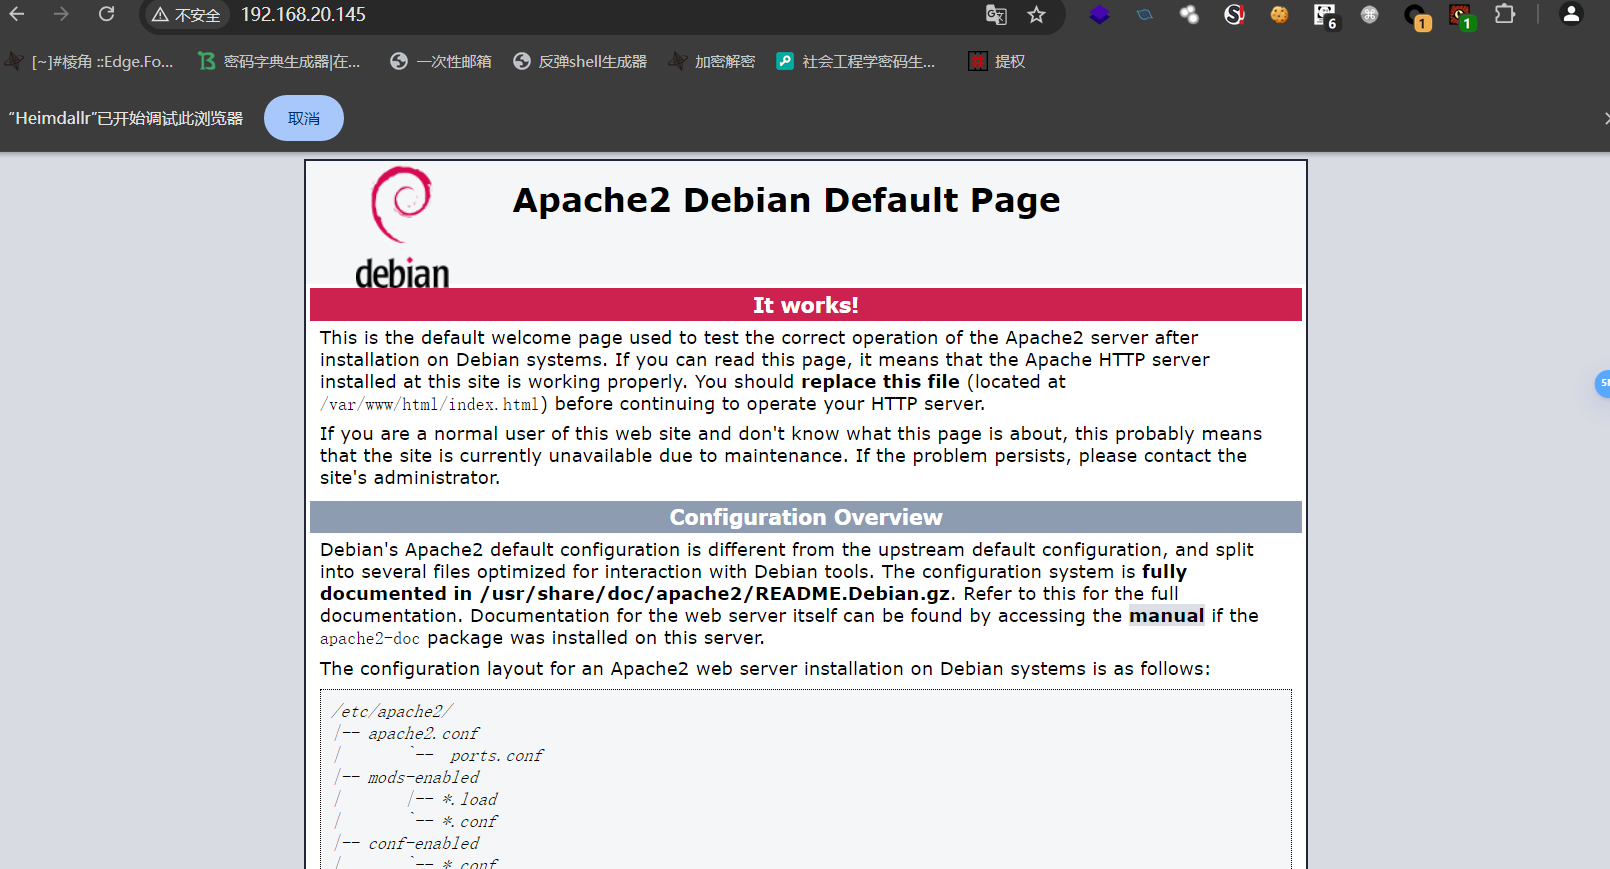 不安全 192.168.20.145
6 1 1
[~]#棱角 ::Edge.Fo... 密码字典生成器|在... 一次性邮箱 反弹shell生成器 加密解密 社会工程学密码生... 提权
“Heimdallr”已开始调试此浏览器 取消
debian
Apache2 Debian Default Page
It works!
This is the default welcome page used to test the correct operation of the Apache2 server after
installation on Debian systems. If you can read this page, it means that the Apache HTTP server
installed at this site is working properly. You should replace this file (located at
/var/www/html/index.html) before continuing to operate your HTTP server.
If you are a normal user of this web site and don't know what this page is about, this probably means
that the site is currently unavailable due to maintenance. If the problem persists, please contact the
site's administrator.
Configuration Overview
Debian's Apache2 default configuration is different from the upstream default configuration, and split
into several files optimized for interaction with Debian tools. The configuration system is fully
documented in /usr/share/doc/apache2/README.Debian.gz. Refer to this for the full
documentation. Documentation for the web server itself can be found by accessing the manual if the
apache2-doc package was installed on this server.
The configuration layout for an Apache2 web server installation on Debian systems is as follows:
/etc/apache2/
|-- apache2.conf
|       `--  ports.conf
|-- mods-enabled
|       |-- *.load
|       `-- *.conf
|-- conf-enabled
|       `-- *.conf